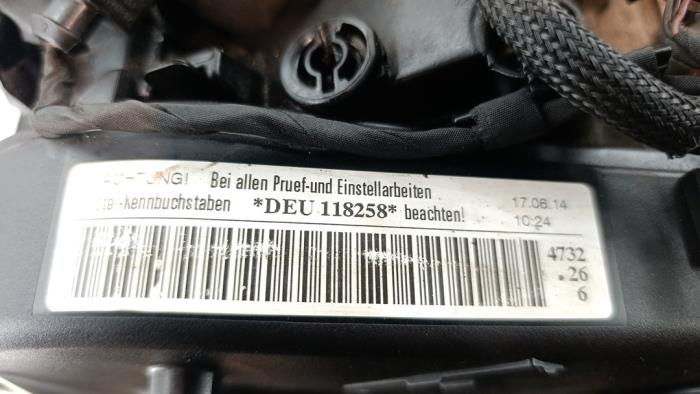 Bei allen Pruef-und Einstellarbeiten 17.06.14
-kennbuchstaben *DEU 118258* beachten! 10:24
4732
.26
6